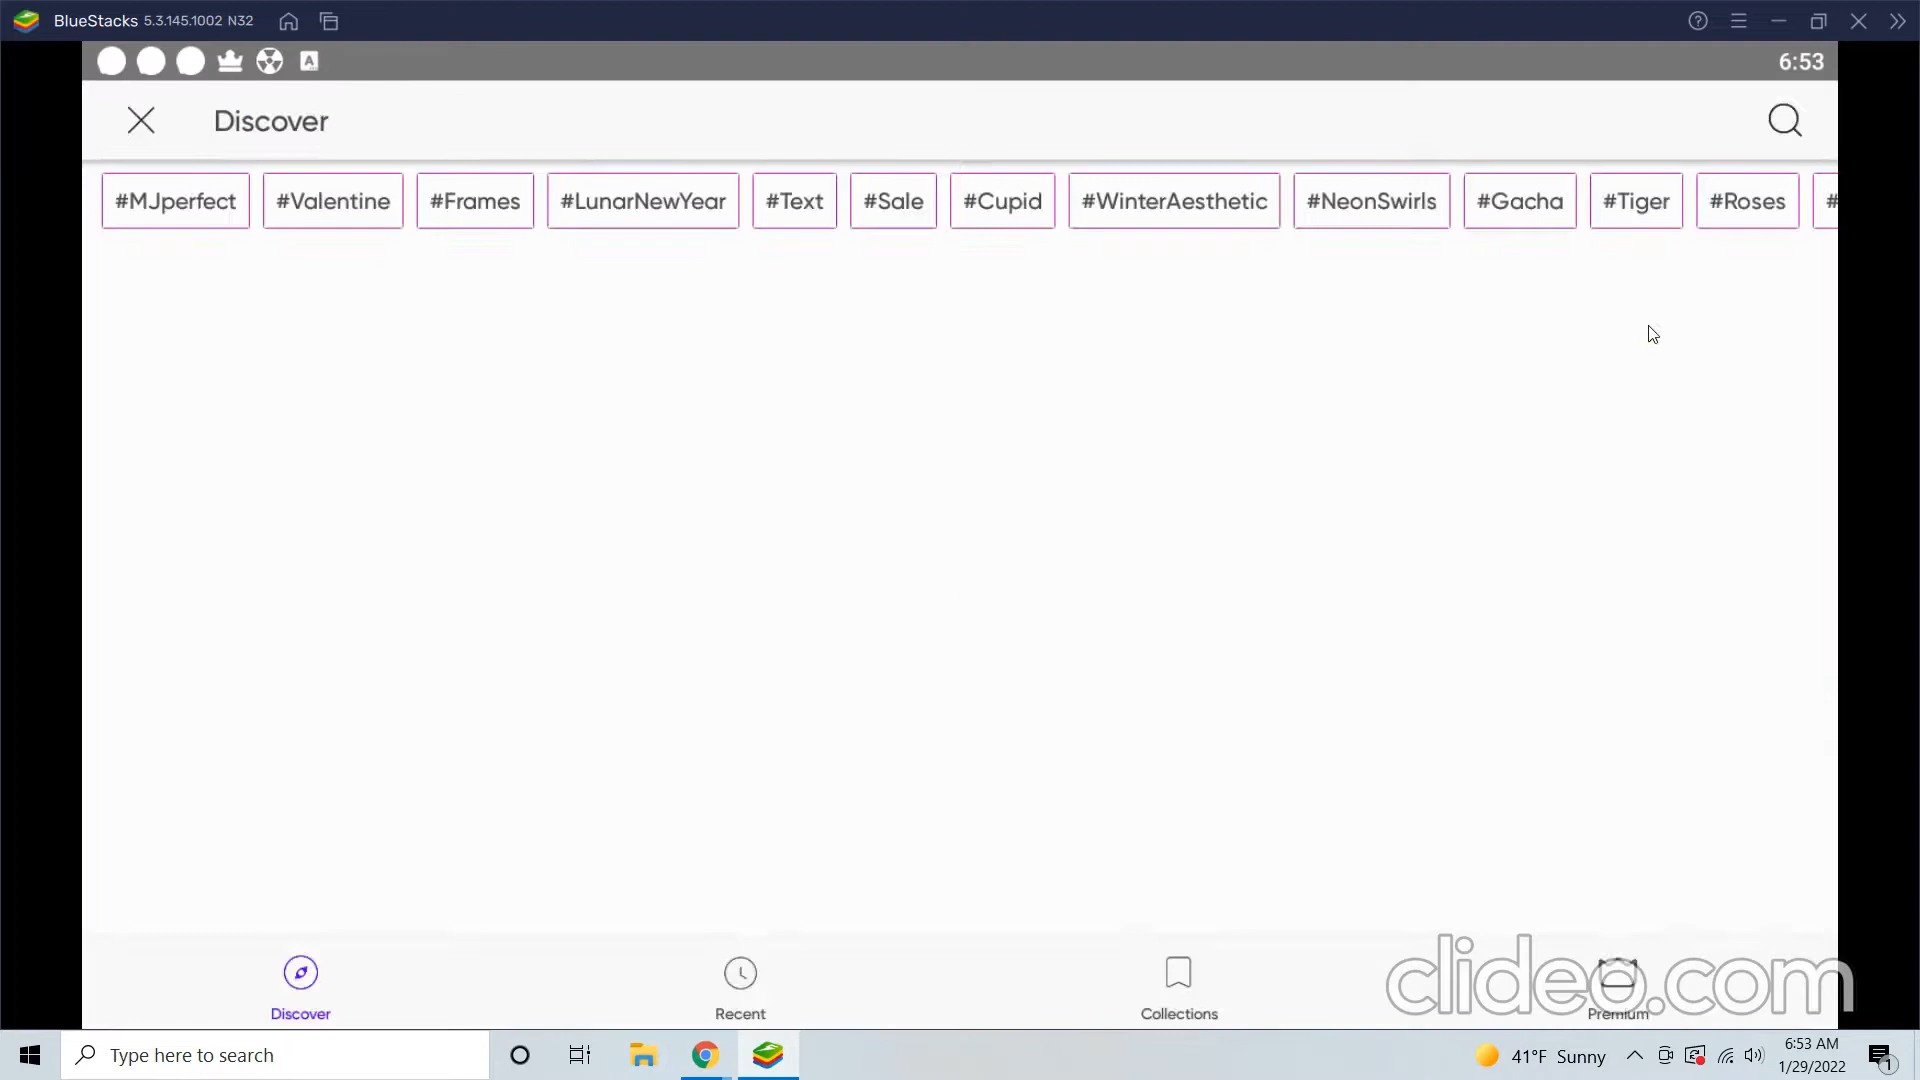 BlueStacks 5.3.145.1002 N32
A 6:53
Discover
#MJperfect #Valentine #Frames #LunarNewYear #Text #Sale #Cupid #WinterAesthetic #NeonSwirls #Gacha #Tiger #Roses #
clideo.com
Discover Recent Collections Premium
Type here to search 41°F Sunny 6:53 AM
1/29/2022 1